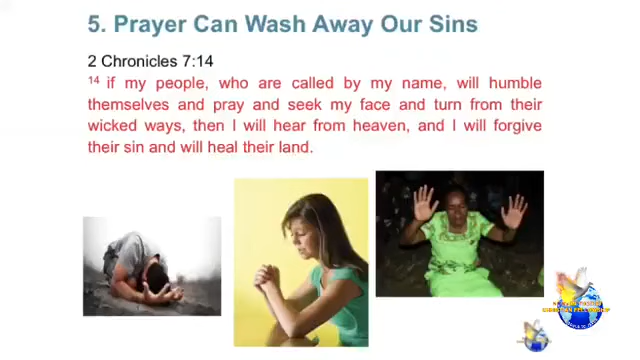 5. Prayer Can Wash Away Our Sins
2 Chronicles 7:14
14 if my people, who are called by my name, will humble
themselves and pray and seek my face and turn from their
wicked ways, then I will hear from heaven, and I will forgive
their sin and will heal their land.